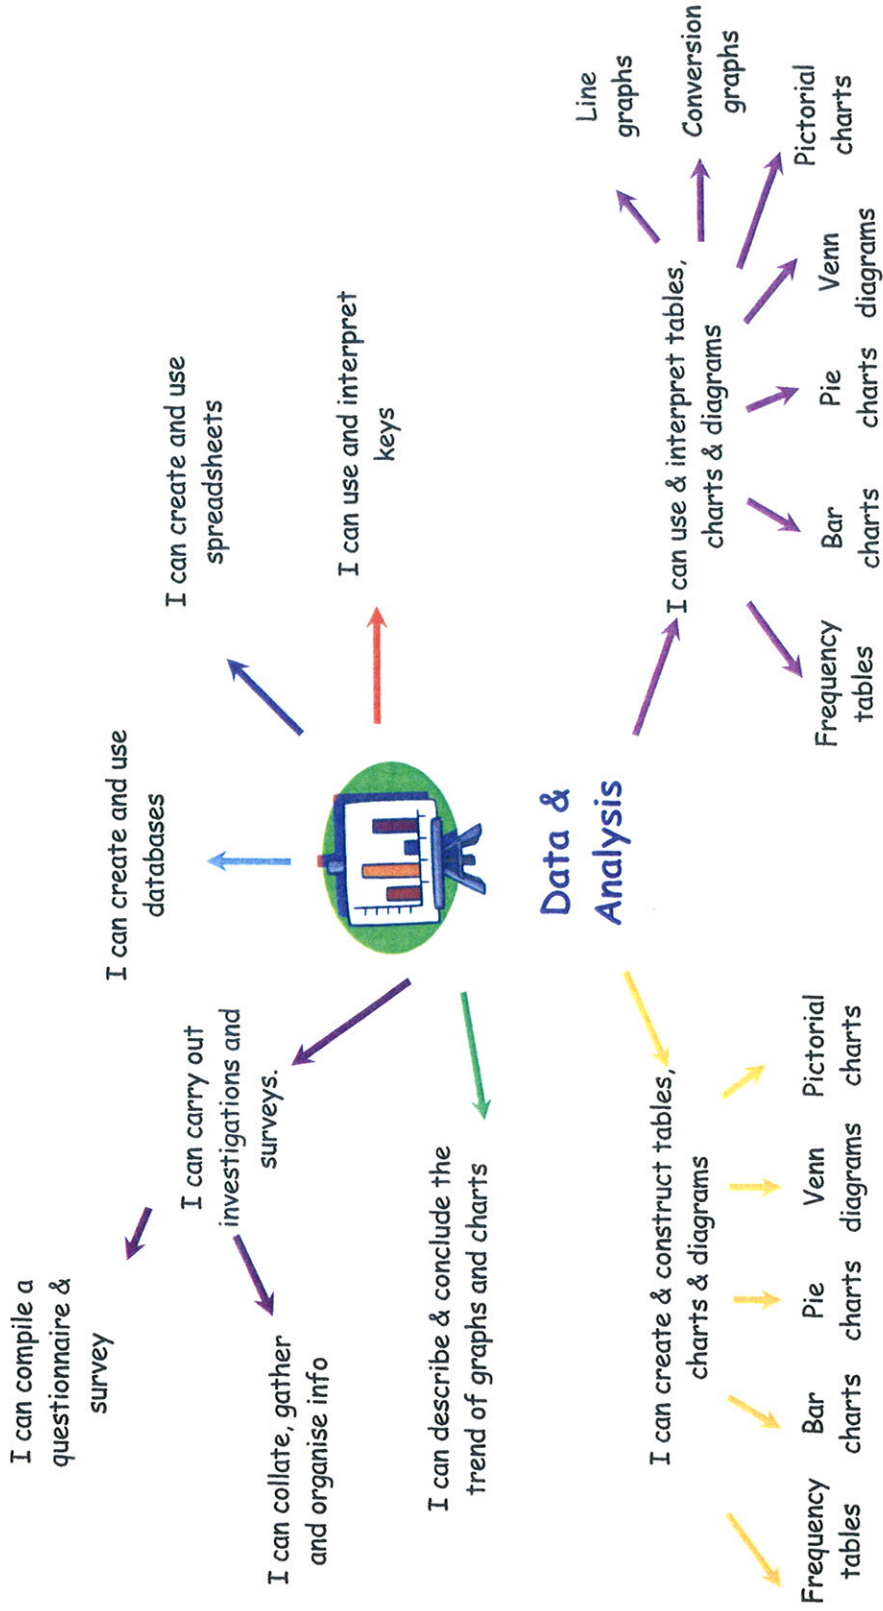 I can compile a
questionnaire &
survey
I can carry out
investigations and
surveys.
I can collate, gather
and organise info
I can create and use
databases
I can create and use
spreadsheets
I can use and interpret
keys
I can describe & conclude the
trend of graphs and charts
Data &
Analysis
I can create & construct tables,
charts & diagrams
Frequency
tables
Bar
charts
Pie
charts
Venn
diagrams
Pictorial
charts
I can use & interpret tables,
charts & diagrams
Line
graphs
Conversion
graphs
Frequency
tables
Bar
charts
Pie
charts
Venn
diagrams
Pictorial
charts